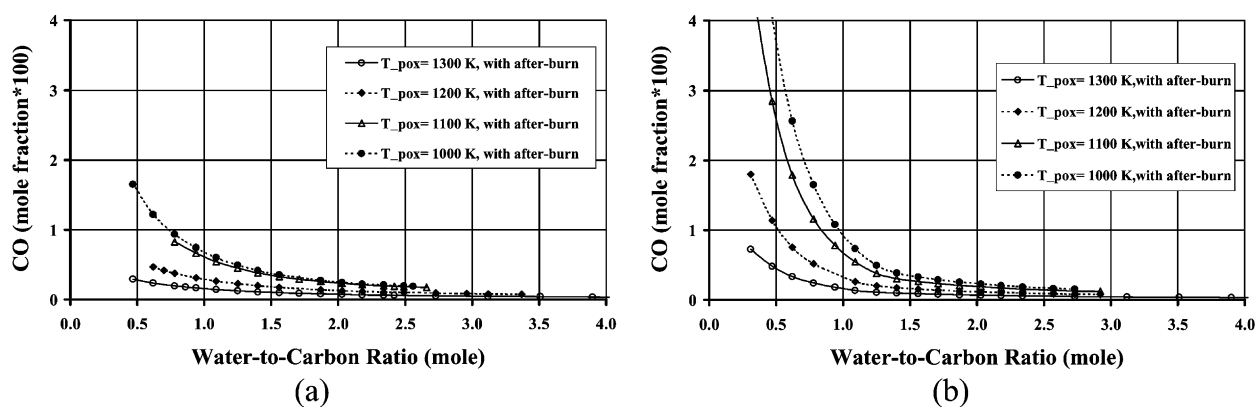 (a)
CO (mole fraction*100)
4
3
2
1
0
T_pox= 1300 K, with after-burn
T_pox= 1200 K, with after-burn
T_pox= 1100 K, with after-burn
T_pox= 1000 K, with after-burn
0.0 0.5 1.0 1.5 2.0 2.5 3.0 3.5 4.0
Water-to-Carbon Ratio (mole)
(b)
CO (mole fraction*100)
4
3
2
1
0
T_pox= 1300 K,with after-burn
T_pox= 1200 K,with after-burn
T_pox= 1100 K,with after-burn
T_pox= 1000 K,with after-burn
0.0 0.5 1.0 1.5 2.0 2.5 3.0 3.5 4.0
Water-to-Carbon Ratio (mole)